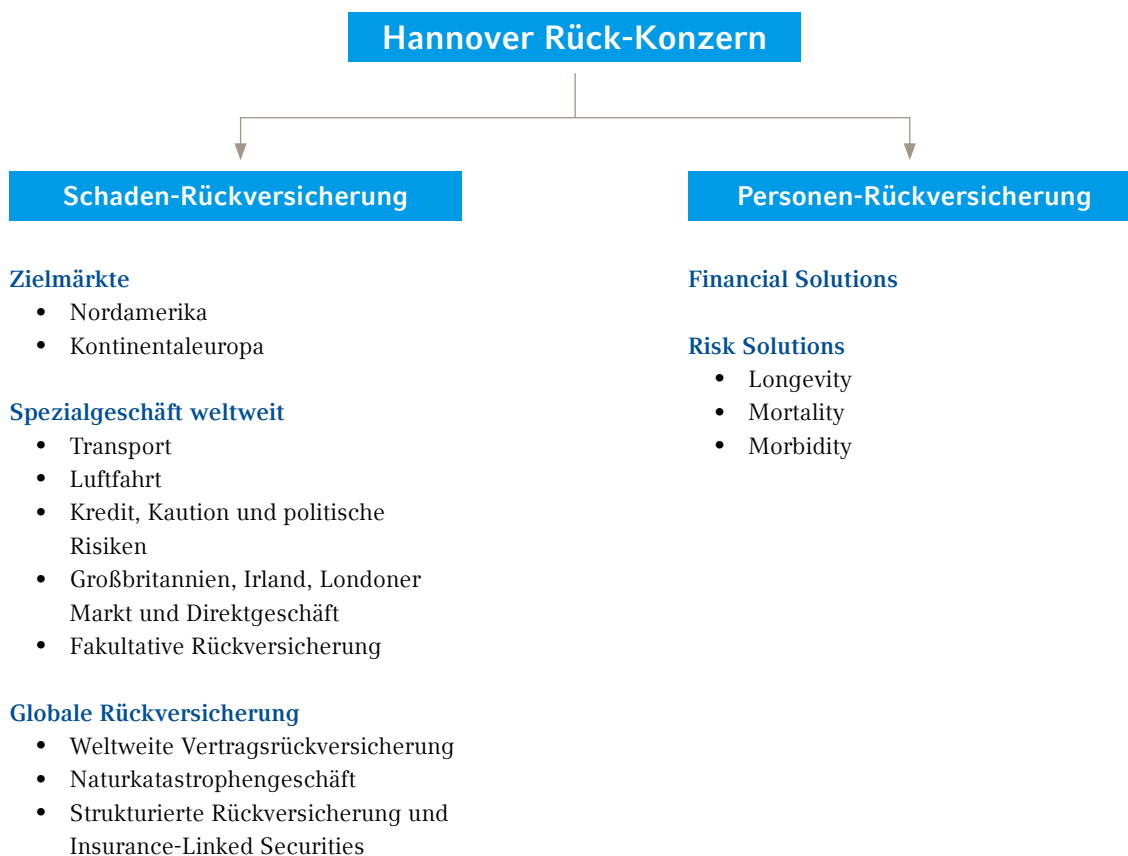 Hannover Rück-Konzern
Schaden-Rückversicherung
Zielmärkte
• Nordamerika
• Kontinentaleuropa
Spezialgeschäft weltweit
• Transport
• Luftfahrt
• Kredit, Kaution und politische
Risiken
• Großbritannien, Irland, Londoner
Markt und Direktgeschäft
• Fakultative Rückversicherung
Globale Rückversicherung
• Weltweite Vertragsrückversicherung
• Naturkatastrophengeschäft
• Strukturierte Rückversicherung und
Insurance-Linked Securities
Personen-Rückversicherung
Financial Solutions
Risk Solutions
• Longevity
• Mortality
• Morbidity